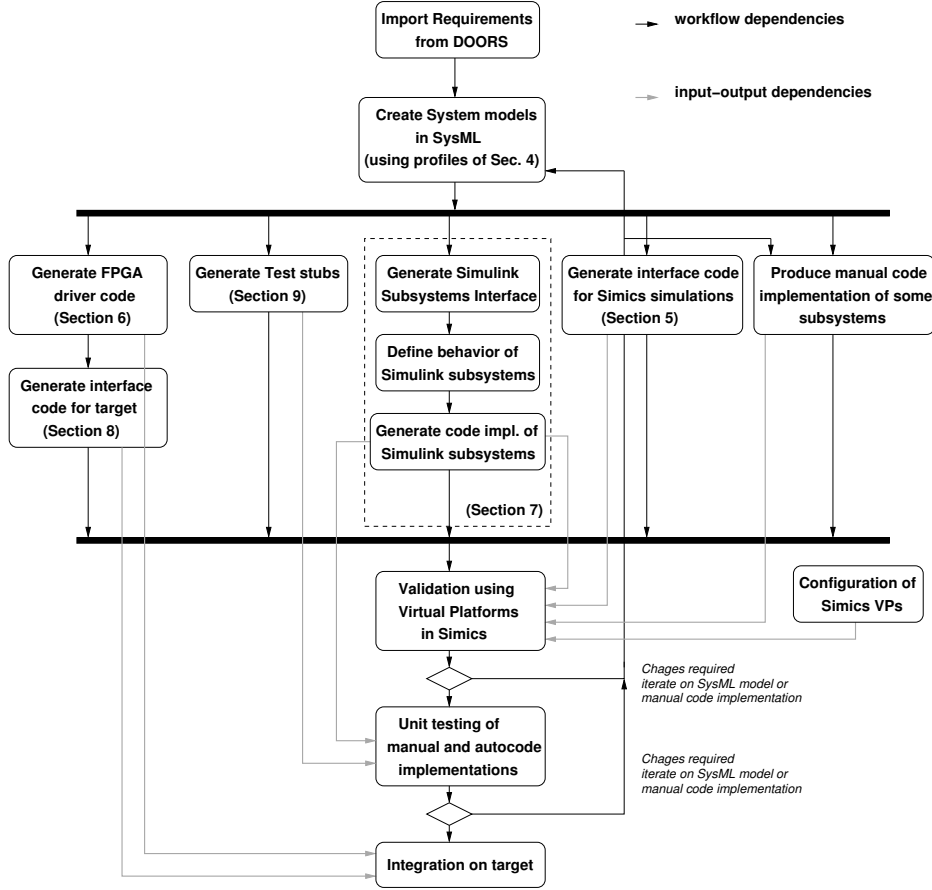 Import Requirements
from DOORS
workflow dependencies
input-output dependencies
Create System models
in SysML
(using profiles of Sec. 4)
Generate FPGA
driver code
(Section 6)
Generate Test stubs
(Section 9)
Generate Simulink
Subsystems Interface
Generate interface code
for Simics simulations
(Section 5)
Produce manual code
implementation of some
subsystems
Define behavior of
Simulink subsystems
Generate interface
code for target
(Section 8)
Generate code impl. of
Simulink subsystems
(Section 7)
Validation using
Virtual Platforms
in Simics
Configuration of
Simics VPs
Chages required
iterate on SysML model or
manual code implementation
Unit testing of
manual and autocode
implementations
Chages required
iterate on SysML model or
manual code implementation
Integration on target